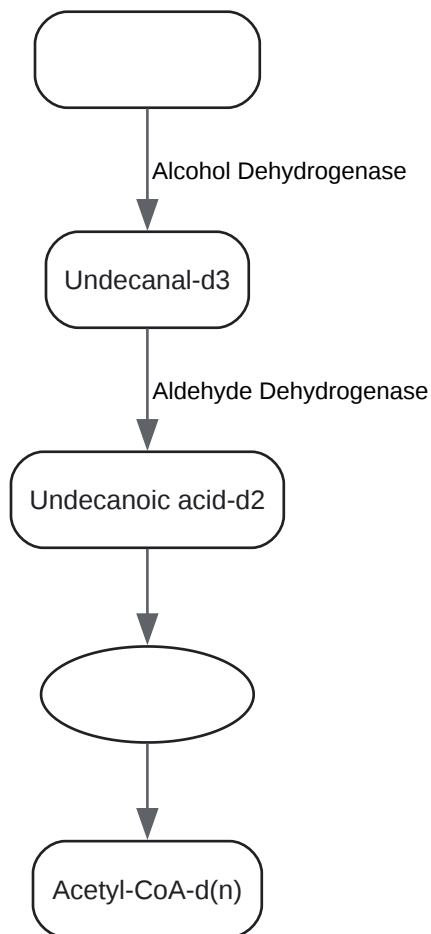 Alcohol Dehydrogenase
Undecanal-d3
Aldehyde Dehydrogenase
Undecanoic acid-d2
Acetyl-CoA-d(n)